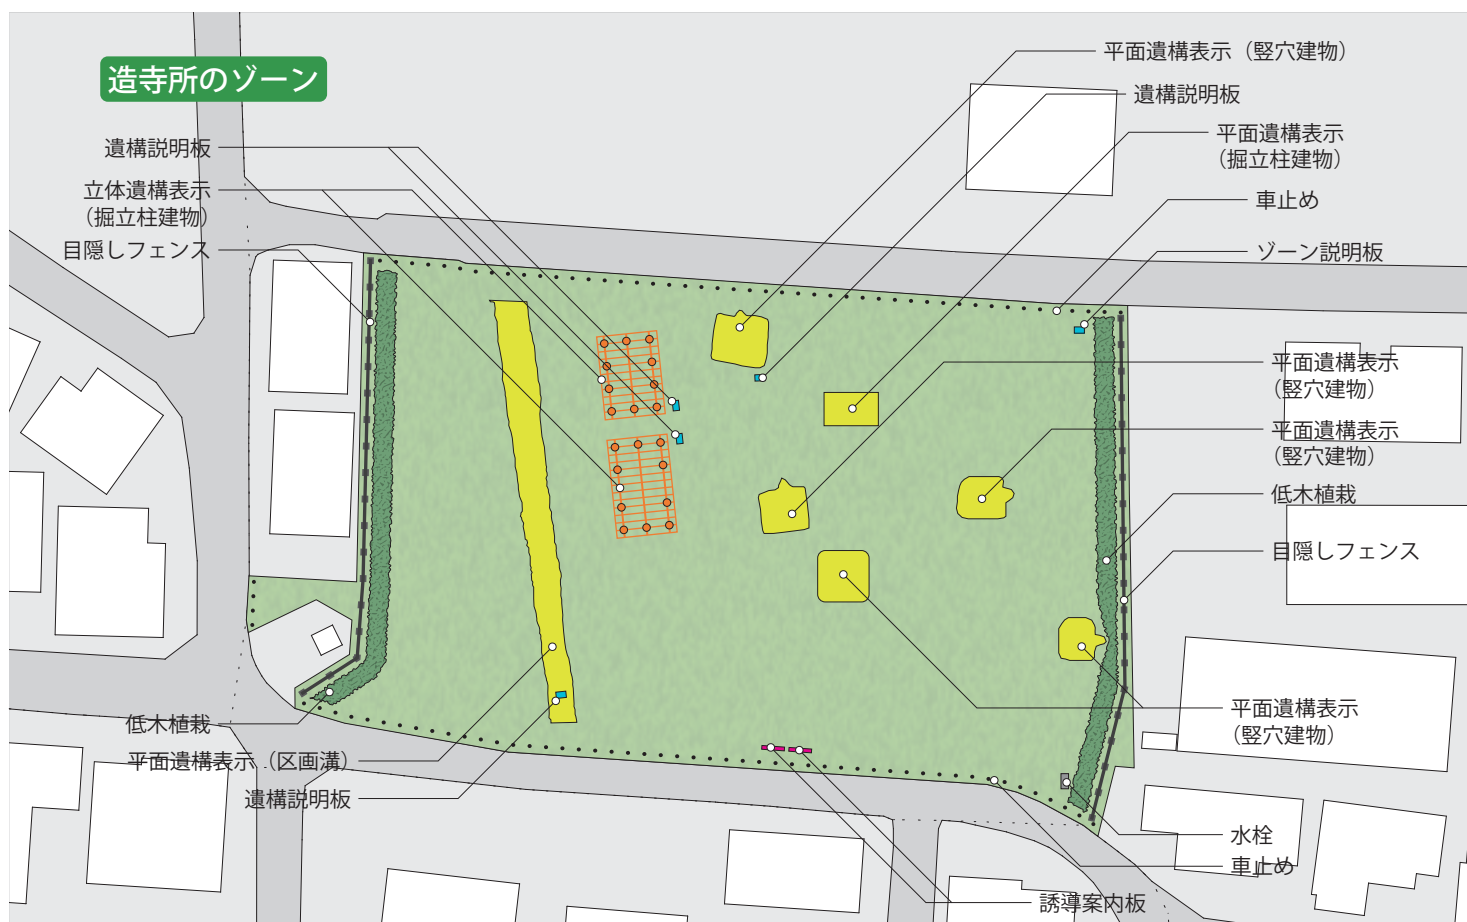 造寺所のゾーン
遺構説明板
立体遺構表示
（掘立柱建物）
目隠しフェンス
平面遺構表示（竪穴建物）
遺構説明板
平面遺構表示
（掘立柱建物）
車止め
ゾーン説明板
平面遺構表示
（竪穴建物）
平面遺構表示
（竪穴建物）
低木植栽
目隠しフェンス
平面遺構表示
（竪穴建物）
水栓
車止め
誘導案内板
低木植栽
平面遺構表示（区画溝）
遺構説明板